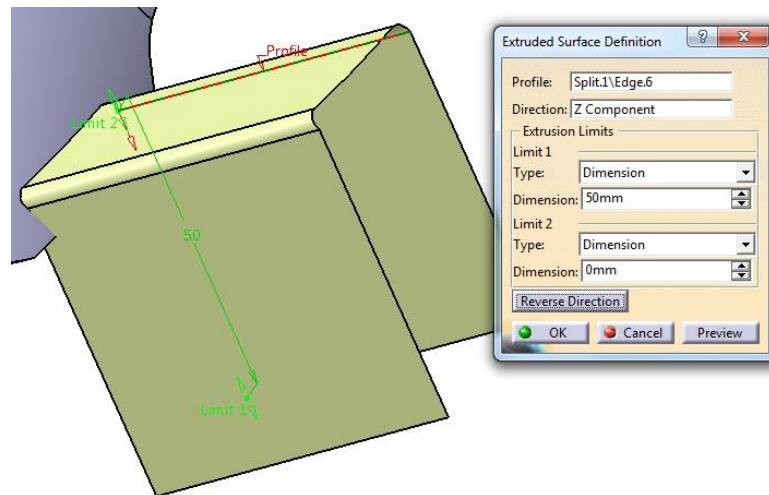 Profile
Limit 2
50
Limit 1
Extruded Surface Definition
?
X
Profile: Split.1\Edge.6
Direction: Z Component
Extrusion Limits
Limit 1
Type: Dimension
Dimension: 50mm
Limit 2
Type: Dimension
Dimension: 0mm
Reverse Direction
OK Cancel Preview